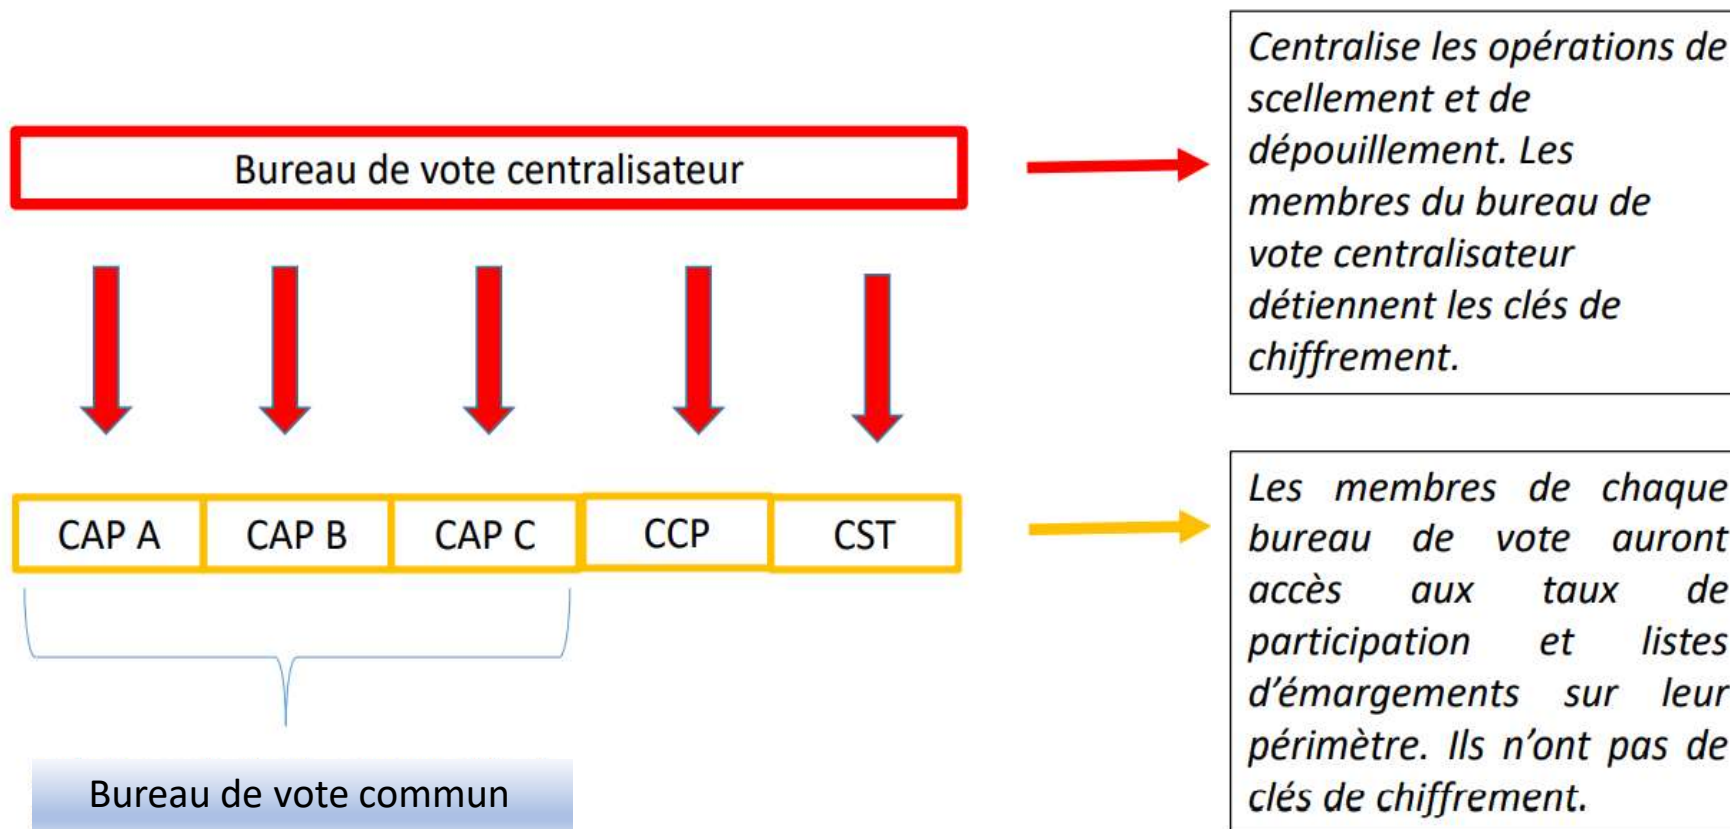 Bureau de vote centralisateur
Centralise les opérations de
scellement et de
dépouillement. Les
membres du bureau de
vote centralisateur
détiennent les clés de
chiffrement.
CAP A
CAP B
CAP C
CCP
CST
Les membres de chaque
bureau de vote auront
accès aux taux de
participation et listes
d’émargements sur leur
périmètre. Ils n’ont pas de
clés de chiffrement.
Bureau de vote commun